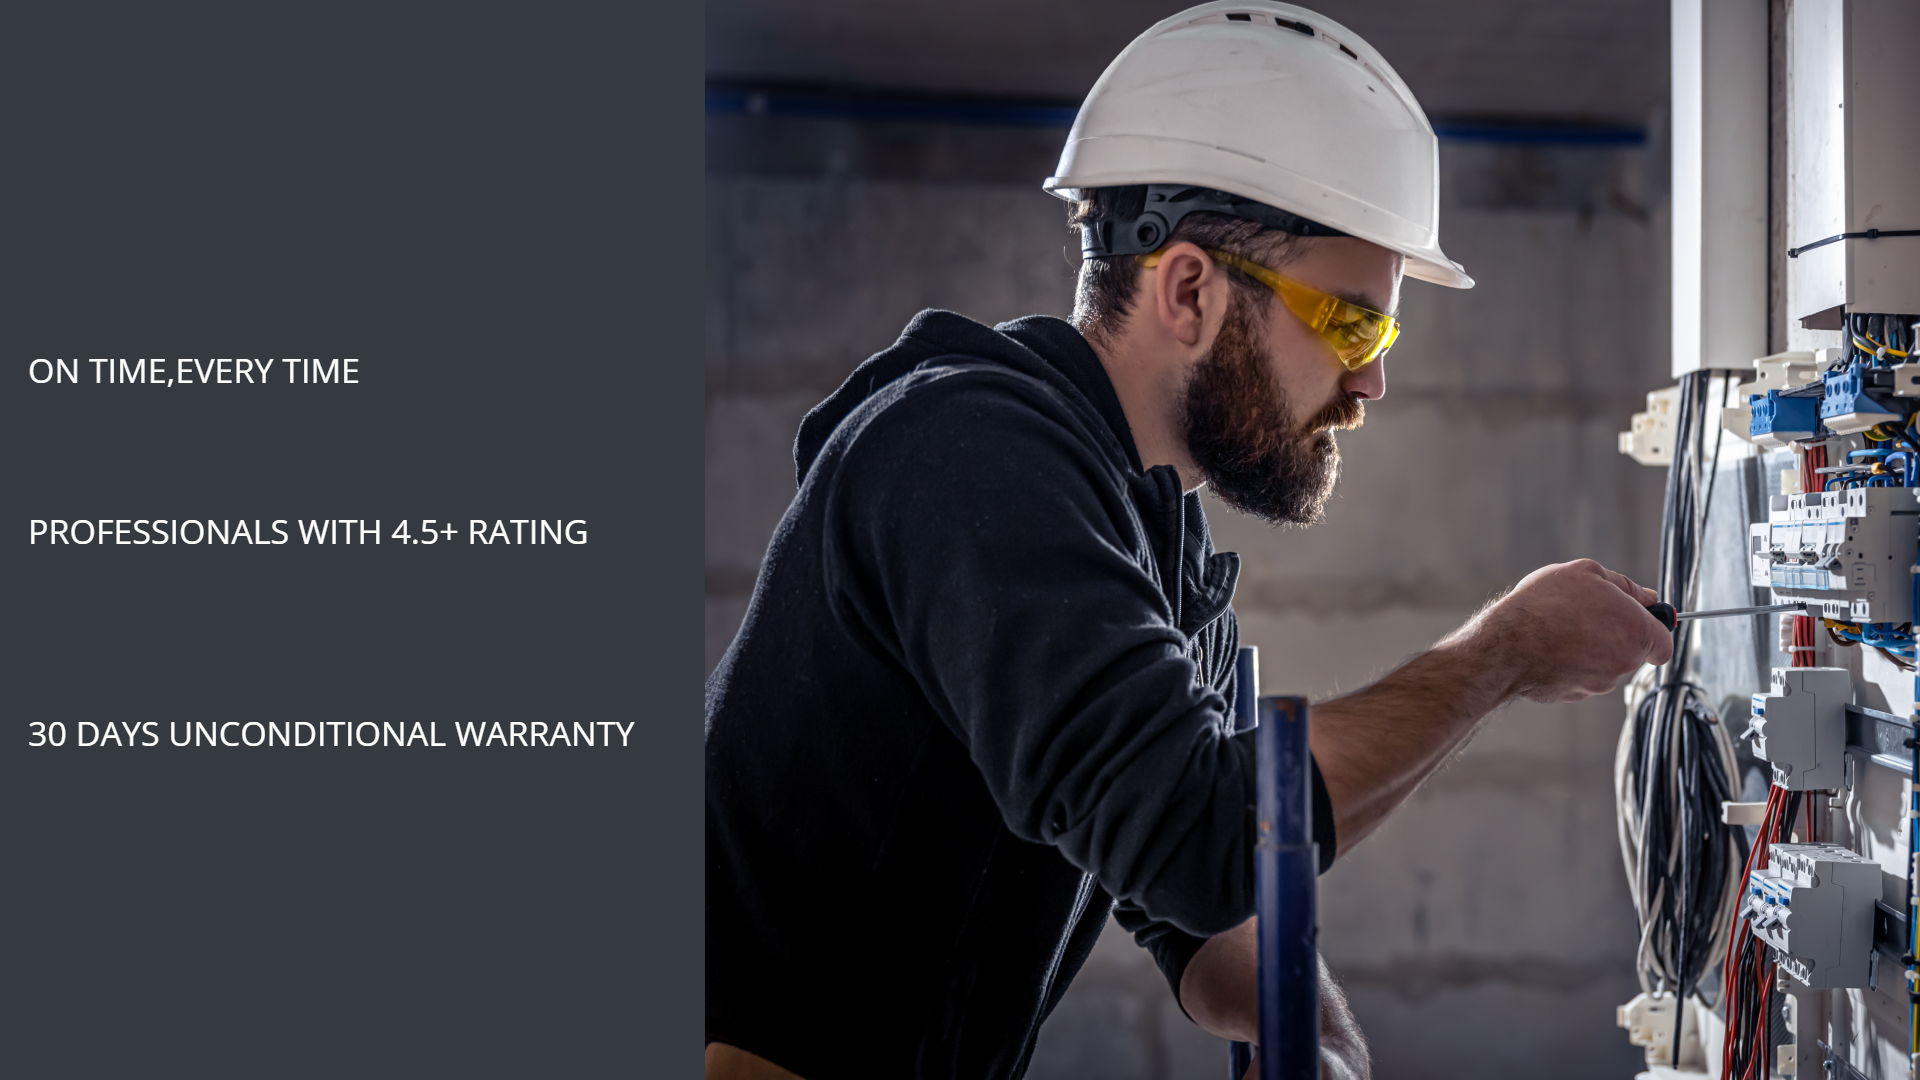 ON TIME,EVERY TIME
PROFESSIONALS WITH 4.5+ RATING
30 DAYS UNCONDITIONAL WARRANTY